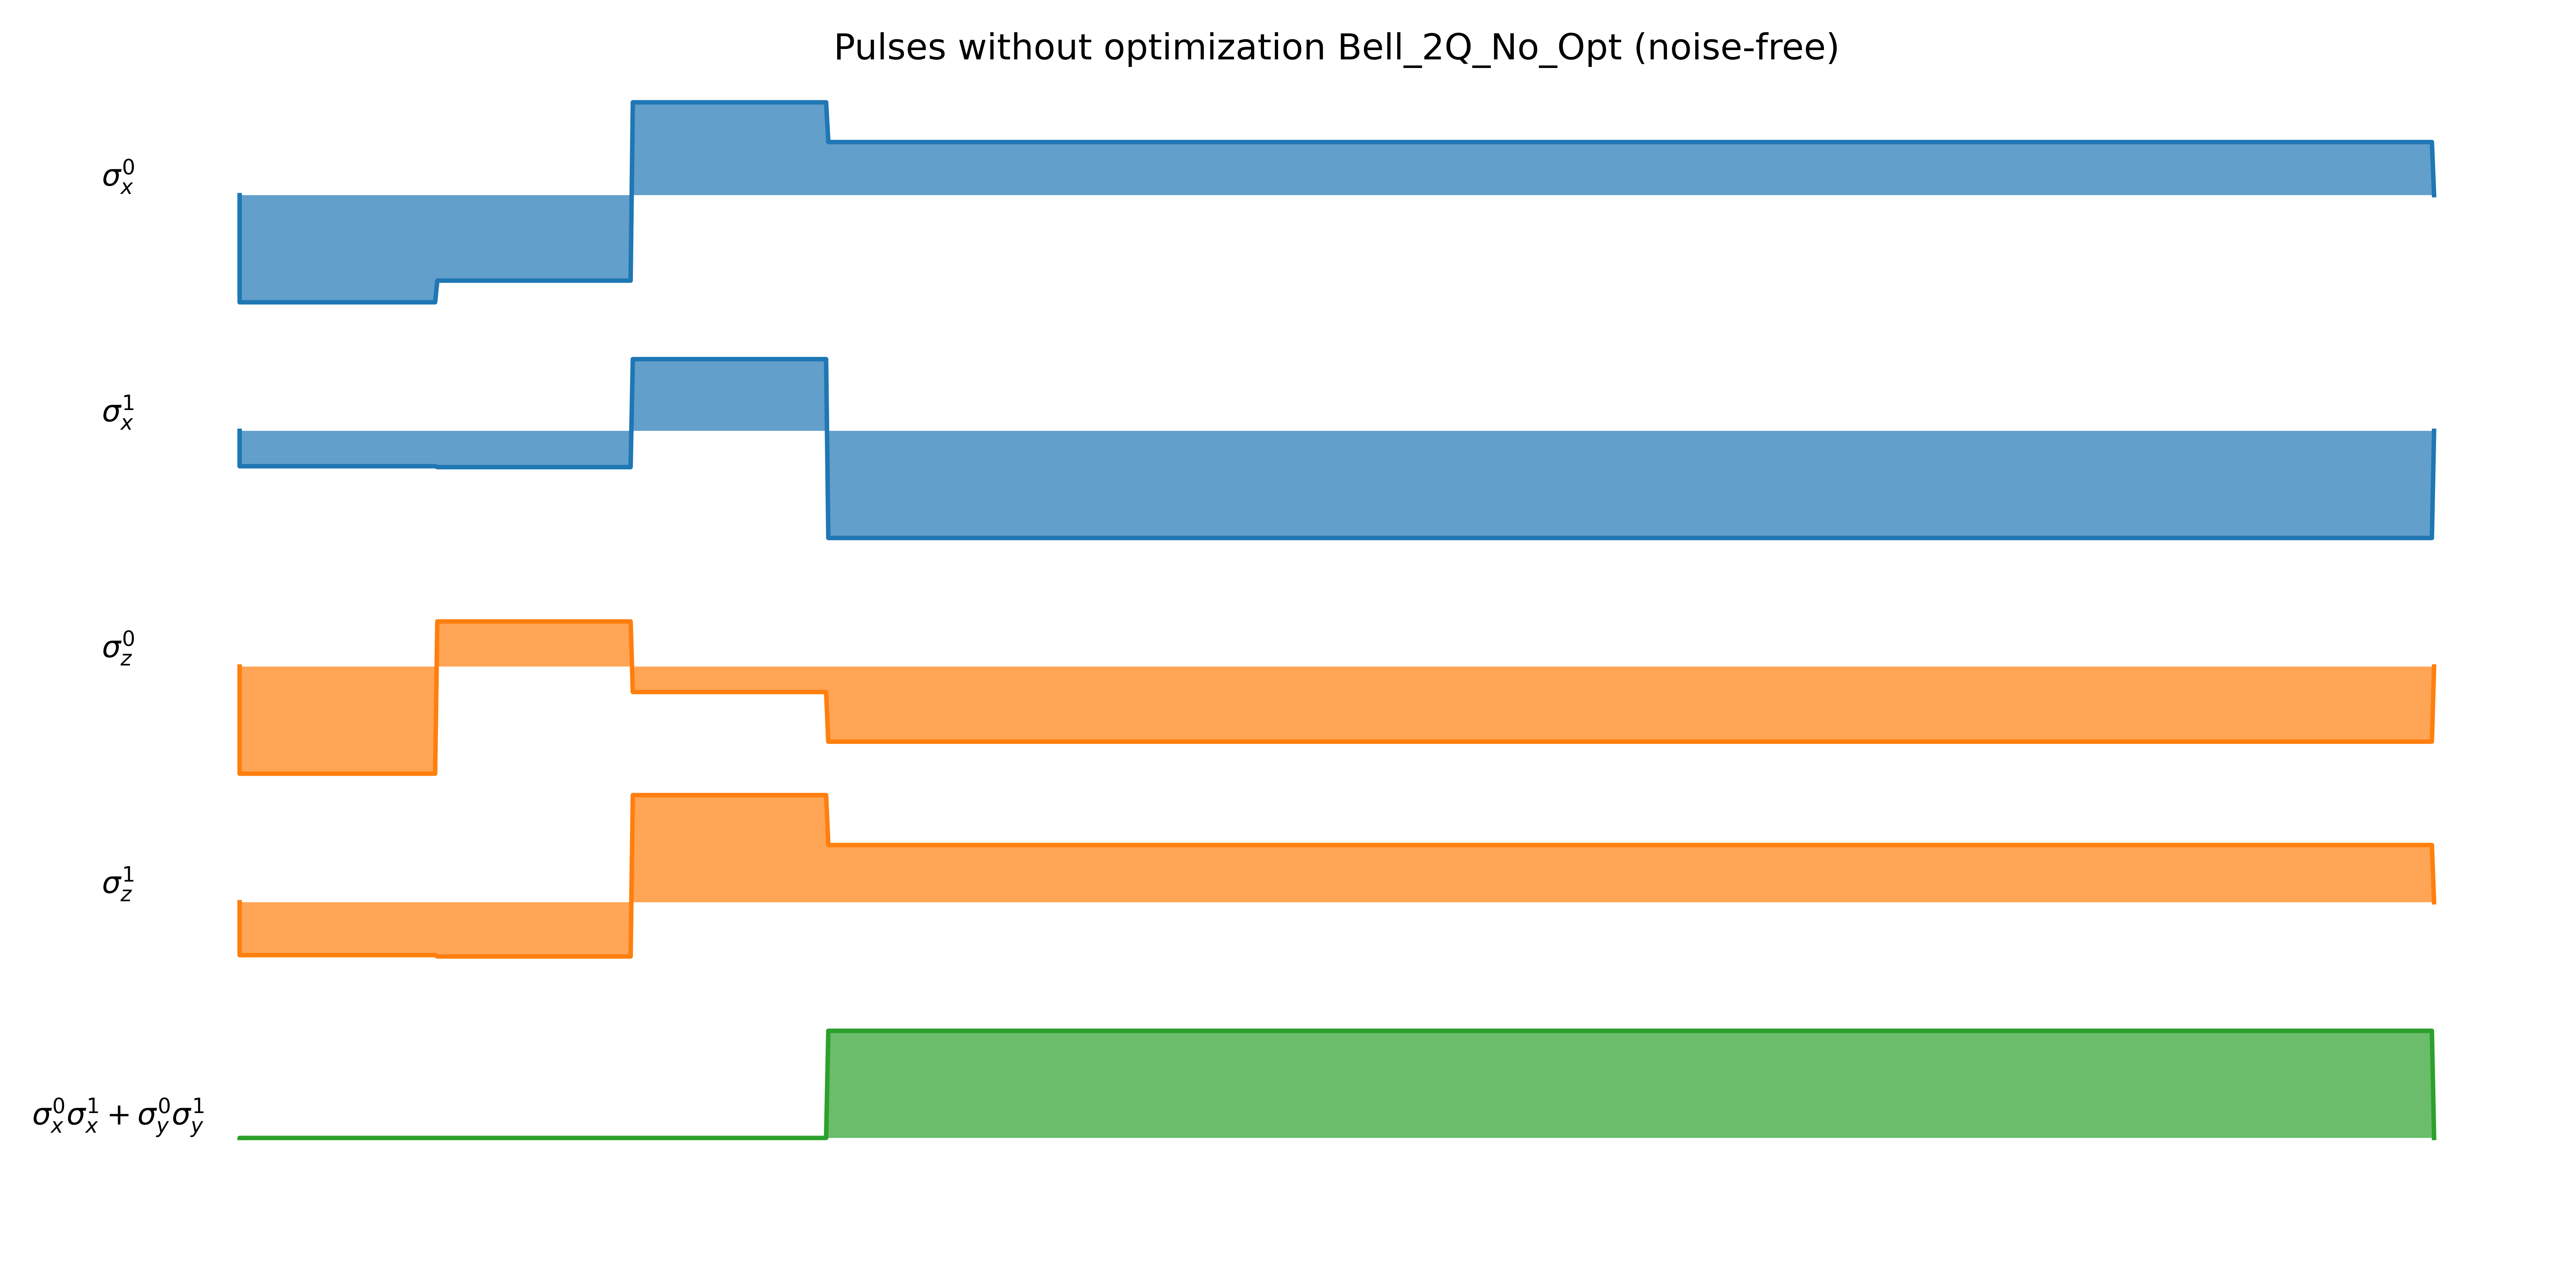 Pulses without optimization Bell_2Q_No_Opt (noise-free)
σ_x^0
σ_x^1
σ_z^0
σ_z^1
σ_x^0σ_x^1 + σ_y^0σ_y^1